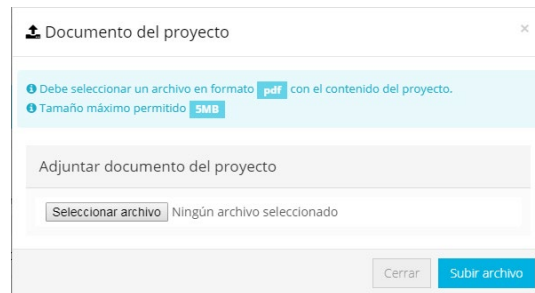 Documento del proyecto
×
Debe seleccionar un archivo en formato pdf con el contenido del proyecto.
Tamaño máximo permitido 5MB
Adjuntar documento del proyecto
Seleccionar archivo Ningún archivo seleccionado
Cerrar Subir archivo